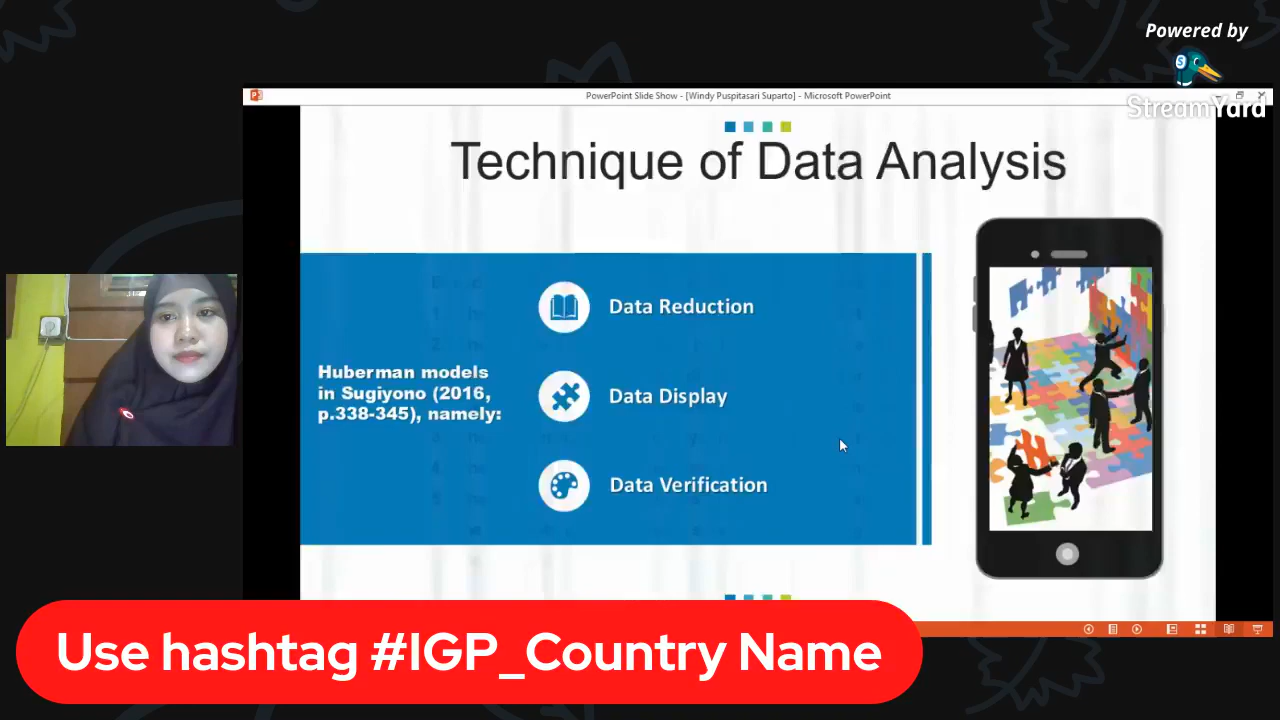 Powered by
StreamYard
PowerPoint Slide Show - [Windy Puspitasari Suparto] - Microsoft PowerPoint
Technique of Data Analysis
Huberman models
in Sugiyono (2016,
p.338-345), namely:
Data Reduction
Data Display
Data Verification
Use hashtag #IGP_Country Name